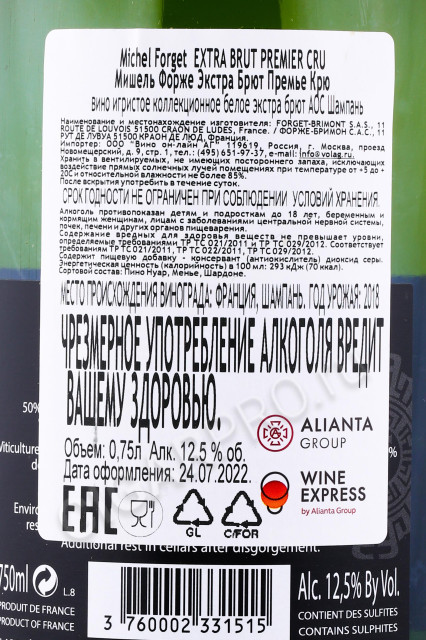 Michel Forget EXTRA BRUT PREMIER CRU
Мишель Форже Экстра Брют Премье Крю
вино игристое коллекционное белое экстра брют AOC Шампань
Наименование и местонахождение изготовителя: FORGET-BRIMONT S.A.S., 11
ROUTE DE LOUVOIS 51500 CRAON DE LUDES, France. / ФОРЖЕ-БРИМОН С.А.С., 11
РУТ ДЕ ЛУВУА 51500 КРАОН ДЕ ЛЮД, Франция.
Импортер: ООО "Вино он-лайн АГ" 119619, Россия, г. Москва, проезд
Новомещерский, д. 9, стр. 1, тел.: (495) 651-97-37, e-mail: info@volag.ru.
Хранить в вентилируемых, не имеющих постороннего запаха, исключающих
воздействие прямых солнечных лучей помещениях при температуре от +5 до +
20С и относительной влажности не более 85%.
После вскрытия употребить в течение суток.
СРОК ГОДНОСТИ НЕ ОГРАНИЧЕН ПРИ СОБЛЮДЕНИИ УСЛОВИЙ ХРАНЕНИЯ.
Алкоголь противопоказан детям и подросткам до 18 лет, беременным и
кормящим женщинам, лицам с заболеваниями центральной нервной системы,
почек, печени и других органов пищеварения.
Содержание вредных для здоровья веществ не превышает уровни,
определяемые требованиями ТР ТС 021/2011 и ТР ТС 029/2012. Соответствует
требованиям ТР ТС 021/2011, ТР ТС 022/2011, ТР ТС 029/2012.
Содержит пищевую добавку - консервант (антиокислитель) диоксид серы.
Энергетическая ценность (калорийность) в 100 мл: 293 кДж (70 ккал).
Сортовой состав: Пино Нуар, Менье, Шардоне.
МЕСТО ПРОИСХОЖДЕНИЯ ВИНОГРАДА: ФРАНЦИЯ, ШАМПАНЬ. ГОД УРОЖАЯ: 2018
ЧРЕЗМЕРНОЕ УПОТРЕБЛЕНИЕ АЛКОГОЛЯ ВРЕДИТ
ВАШЕМУ ЗДОРОВЬЮ.
ALIANTA
GROUP
Объем: 0,75л Алк. 12.5 % об.
Дата оформления: 24.07.2022.
WINE
EXPRESS
by Alianta Group
EAC
GL
C/FOR
50%
Viticulture
%
Additional rest in cellars after disgorgement.
750ml
L.8
PRODUIT DE FRANCE
PRODUCT OF FRANCE
3 760002 331515
Alc. 12,5% By Vol.
CONTIENT DES SULFITES
CONTAINS SULFITES